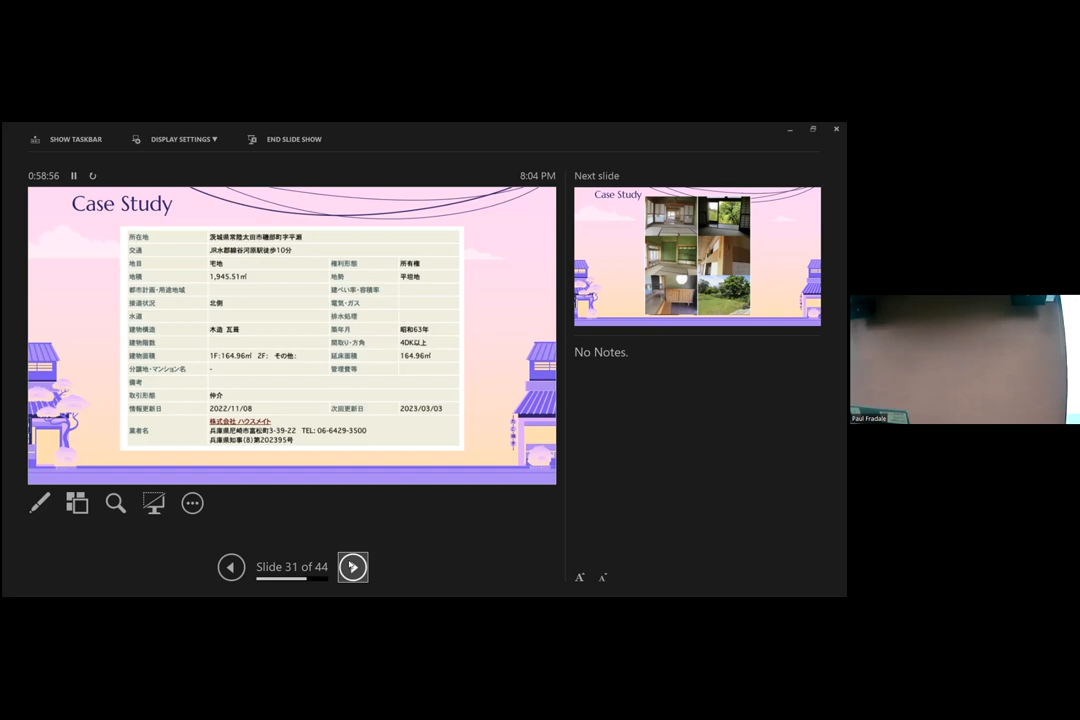 SHOW TASKBAR
DISPLAY SETTINGS ▼
END SLIDE SHOW
0:58:56
8:04 PM
Next slide
Case Study
所在地 茨城県常陸太田市磯部町字平瀬
交通 JR水郡線谷河原駅徒歩10分
地目 宅地 権利形態 所有権
地積 1,945.51㎡ 地勢 平坦地
都市計画・用途地域 建ぺい率・容積率
接道状況 北側 電気・ガス
水道 排水処理
建物構造 木造 瓦葺 築年月 昭和63年
建物階数 間取り・方角 4DK以上
建物面積 1F:164.96㎡ 2F: その他: 延床面積 164.96㎡
分譲地・マンション名 - 管理費等
備考
取引形態 仲介
情報更新日 2022/11/08 次回更新日 2023/03/03
業者名 株式会社 ハウスメイト
兵庫県尼崎市富松町3-39-22 TEL: 06-6429-3500
兵庫県知事(8)第202395号
Case Study
No Notes.
Slide 31 of 44
Paul Fradale